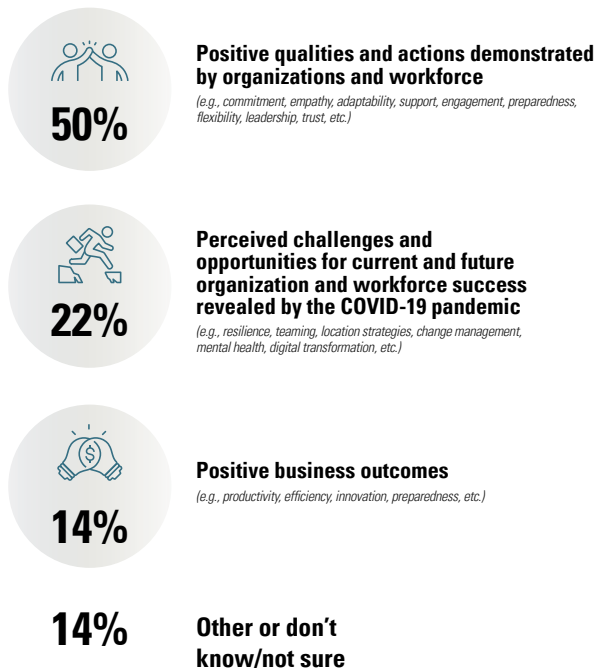 50%
Positive qualities and actions demonstrated
by organizations and workforce
(e.g., commitment, empathy, adaptability, support, engagement, preparedness,
flexibility, leadership, trust, etc.)
22%
Perceived challenges and
opportunities for current and future
organization and workforce success
revealed by the COVID-19 pandemic
(e.g., resilience, teaming, location strategies, change management,
mental health, digital transformation, etc.)
$
14%
Positive business outcomes
(e.g., productivity, efficiency, innovation, preparedness, etc.)
14%
Other or don't
know/not sure